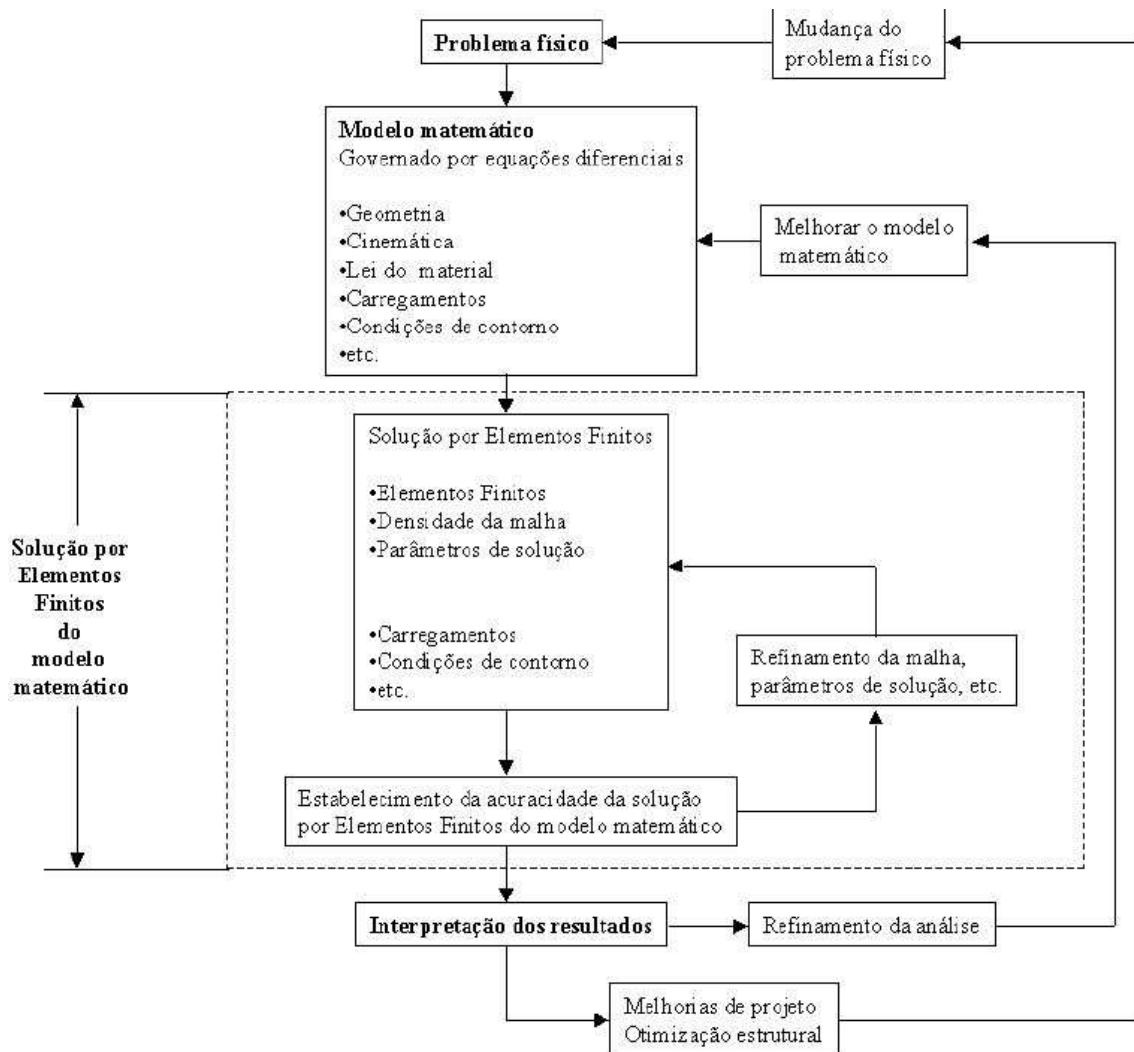 Problema físico
Mudança do
problema físico
Modelo matemático
Governado por equações diferenciais
•Geometria
•Cinemática
•Lei do material
•Carregamentos
•Condições de contorno
•etc.
Melhorar o modelo
matemático
Solução por
Elementos
Finitos
do
modelo
matemático
Solução por Elementos Finitos
•Elementos Finitos
•Densidade da malha
•Parâmetros de solução
•Carregamentos
•Condições de contorno
•etc.
Refinamento da malha,
parâmetros de solução, etc.
Estabelecimento da acuracidade da solução
por Elementos Finitos do modelo matemático
Interpretação dos resultados
Refinamento da análise
Melhorias de projeto
Otimização estrutural